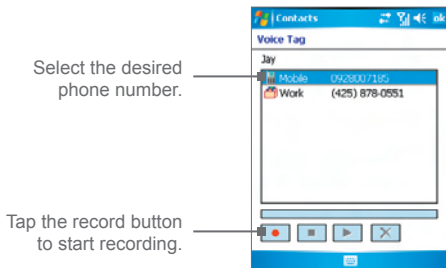 Contacts
ok
Voice Tag
Jay
Select the desired
phone number.
Mobile 0928007185
Work (425) 878-0551
Tap the record button
to start recording.